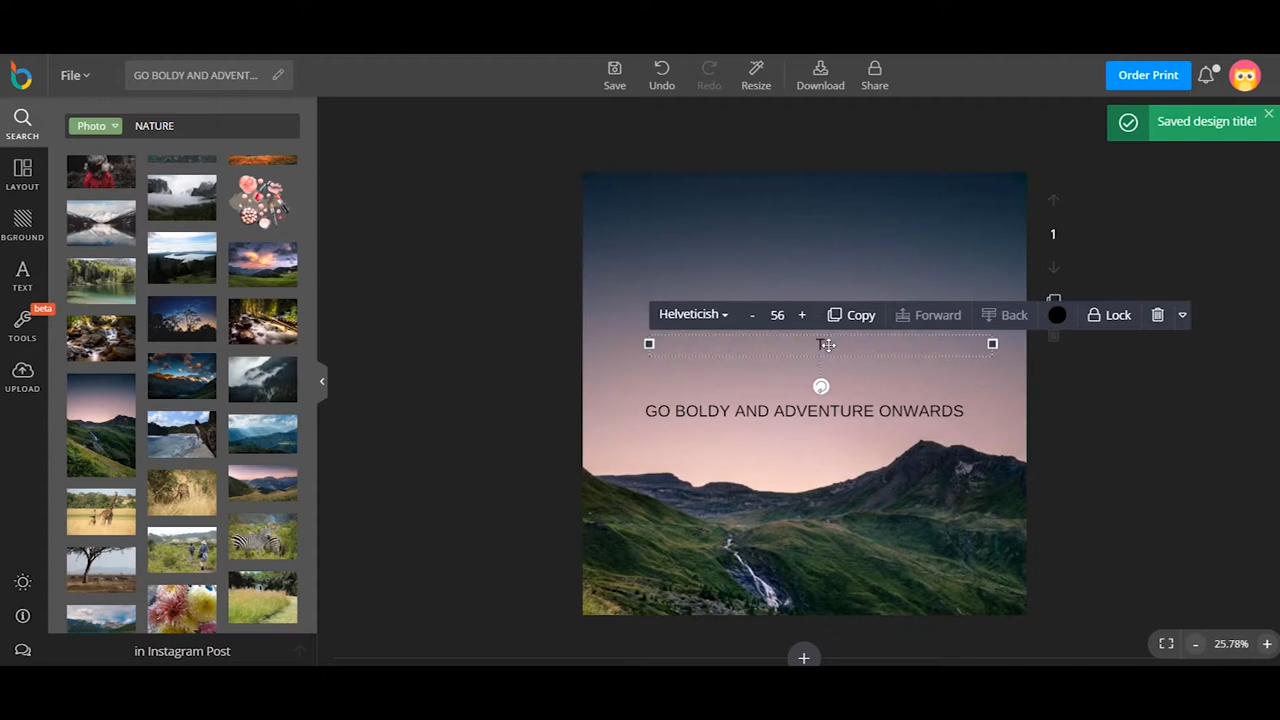 File
GO BOLDY AND ADVENT...
Save
Undo
Redo
Resize
Download
Share
Order Print
Saved design title!
SEARCH
Photo
NATURE
LAYOUT
BGROUND
TEXT
beta
TOOLS
UPLOAD
1
Helveticish
- 56 +
Copy
Forward
Back
Lock
T
GO BOLDY AND ADVENTURE ONWARDS
in Instagram Post
- 25.78% +